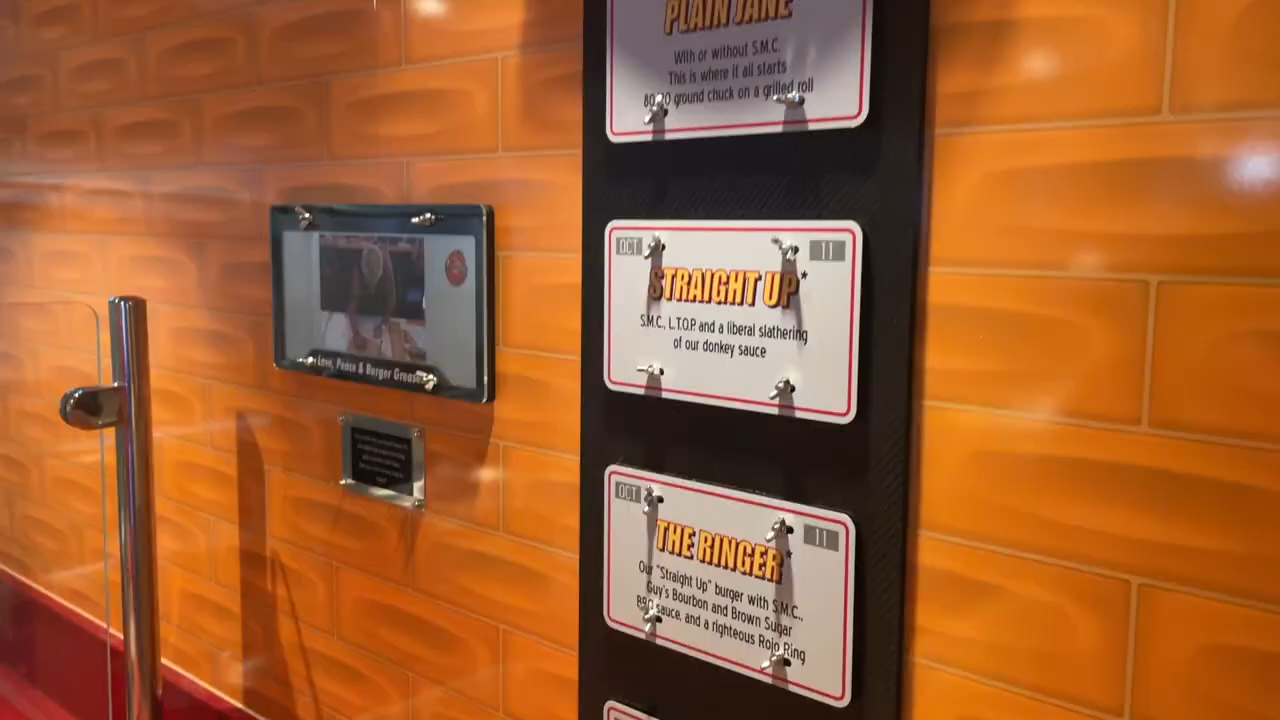 PLAIN JANE
With or without S.M.C.
This is where it all starts
80/20 ground chuck on a grilled roll
OCT 11
STRAIGHT UP*
S.M.C., L.T.O.P. and a liberal slathering
of our donkey sauce
OCT 11
THE RINGER*
Our "Straight Up" burger with S.M.C.,
Guy's Bourbon and Brown Sugar
BBQ sauce, and a righteous Rojo Ring
Love, Peace & Burger Grease